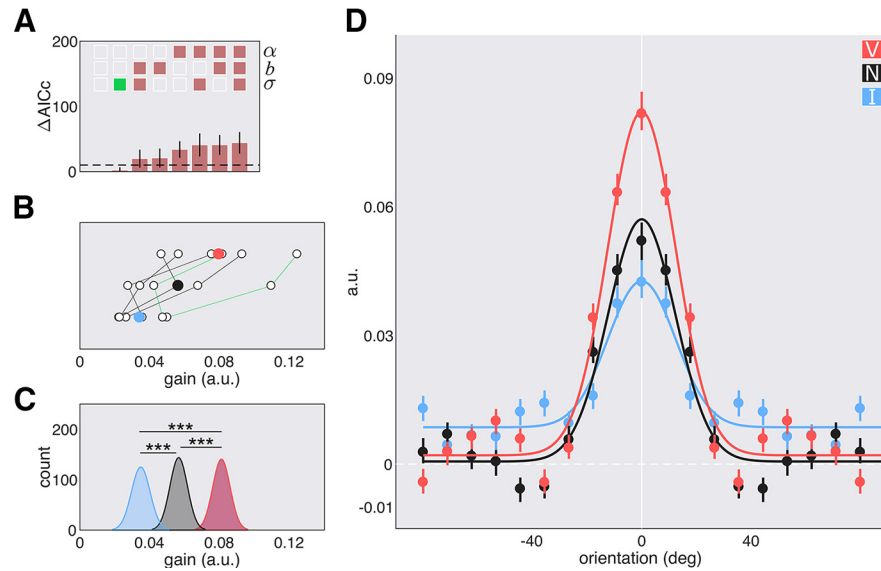 A
200
α
b
σ
ΔAICc
100
0
B
0
0.04
0.08
0.12
gain (a.u.)
C
200
***
***
***
count
100
0
0
0.04
0.08
0.12
gain (a.u.)
D
V
N
I
0.09
0.06
a.u.
0.03
0
-0.01
-40
0
40
orientation (deg)